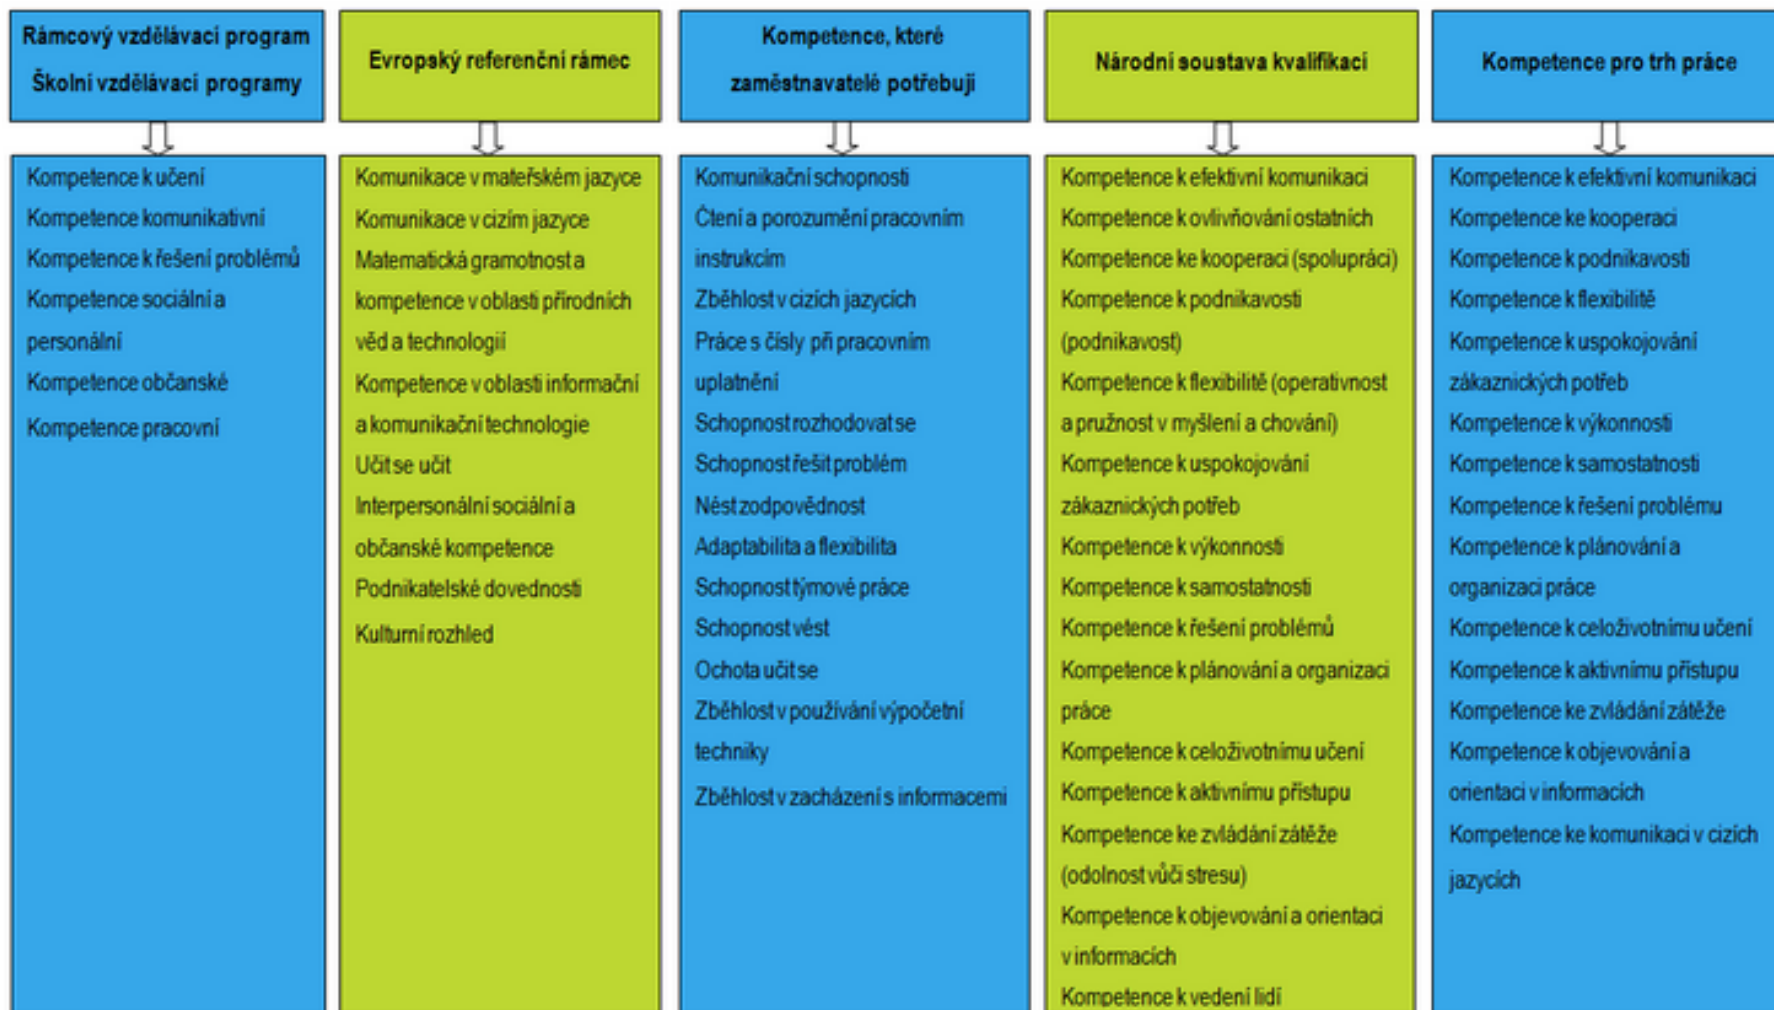 Rámcový vzdělávací program
Školní vzdělávací programy
Kompetence k učení
Kompetence komunikativní
Kompetence k řešení problémů
Kompetence sociální a
personální
Kompetence občanské
Kompetence pracovní
Evropský referenční rámec
Komunikace v mateřském jazyce
Komunikace v cizím jazyce
Matematická gramotnost a
kompetence v oblasti přírodních
věd a technologií
Kompetence v oblasti informační
a komunikační technologie
Učit se učit
Interpersonální sociální a
občanské kompetence
Podnikatelské dovednosti
Kulturní rozhled
Kompetence, které
zaměstnavatelé potřebují
Komunikační schopnosti
Čtení a porozumění pracovním
instrukcím
Zběhlost v cizích jazycích
Práce s čísly při pracovním
uplatnění
Schopnost rozhodovat se
Schopnost řešit problém
Nést zodpovědnost
Adaptabilita a flexibilita
Schopnost týmové práce
Schopnost vést
Ochota učit se
Zběhlost v používání výpočetní
techniky
Zběhlost v zacházení s informacemi
Národní soustava kvalifikací
Kompetence k efektivní komunikaci
Kompetence k ovlivňování ostatních
Kompetence ke kooperaci (spolupráci)
Kompetence k podnikavosti
(podnikavost)
Kompetence k flexibilitě (operativnost
a pružnost v myšlení a chování)
Kompetence k uspokojování
zákaznických potřeb
Kompetence k výkonnosti
Kompetence k samostatnosti
Kompetence k řešení problémů
Kompetence k plánování a organizaci
práce
Kompetence k celoživotnímu učení
Kompetence k aktivnímu přístupu
Kompetence ke zvládání zátěže
(odolnost vůči stresu)
Kompetence k objevování a orientaci
v informacích
Kompetence k vedení lidí
Kompetence pro trh práce
Kompetence k efektivní komunikaci
Kompetence ke kooperaci
Kompetence k podnikavosti
Kompetence k flexibilitě
Kompetence k uspokojování
zákaznických potřeb
Kompetence k výkonnosti
Kompetence k samostatnosti
Kompetence k řešení problému
Kompetence k plánování a
organizaci práce
Kompetence k celoživotnímu učení
Kompetence k aktivnímu přístupu
Kompetence ke zvládání zátěže
Kompetence k objevování a
orientaci v informacích
Kompetence ke komunikaci v cizích
jazycích